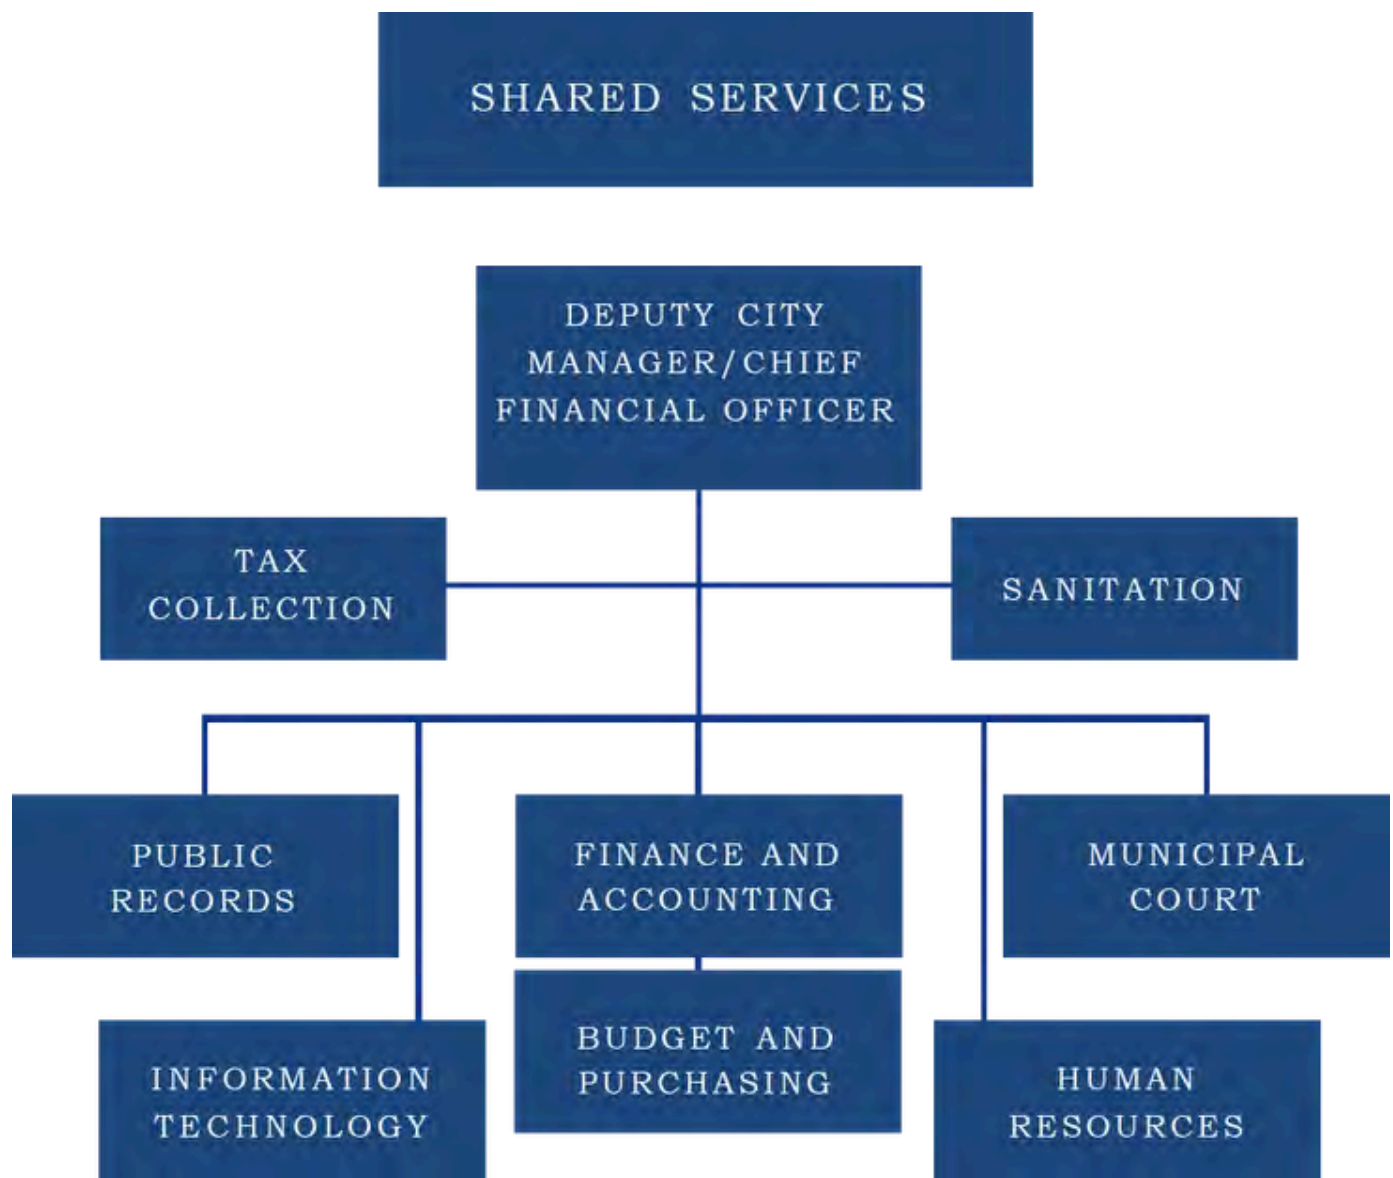 SHARED SERVICES
DEPUTY CITY
MANAGER/CHIEF
FINANCIAL OFFICER
TAX
COLLECTION
SANITATION
PUBLIC
RECORDS
FINANCE AND
ACCOUNTING
MUNICIPAL
COURT
INFORMATION
TECHNOLOGY
BUDGET AND
PURCHASING
HUMAN
RESOURCES